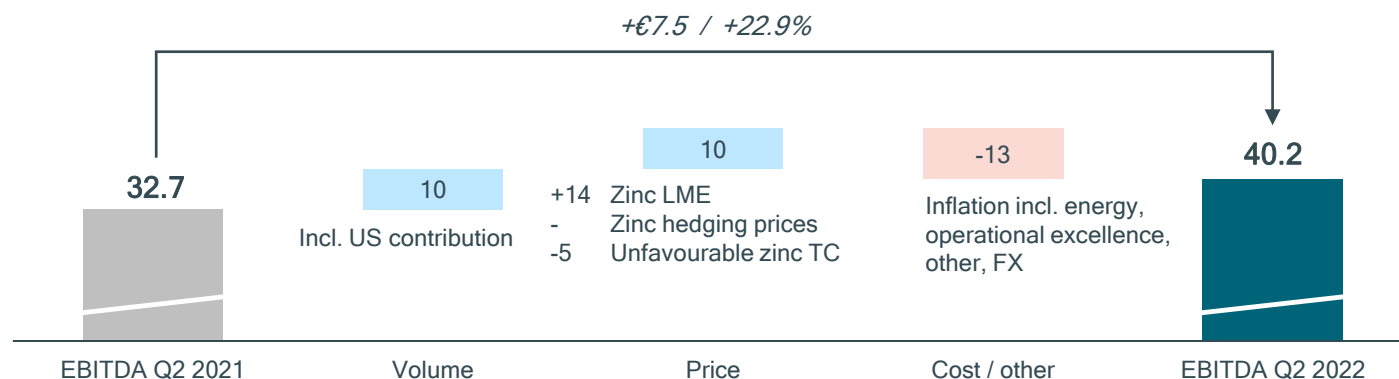 +€7.5 / +22.9%
32.7
10
Incl. US contribution
10
+14 Zinc LME
- Zinc hedging prices
-5 Unfavourable zinc TC
-13
Inflation incl. energy,
operational excellence,
other, FX
40.2
EBITDA Q2 2021
Volume
Price
Cost / other
EBITDA Q2 2022